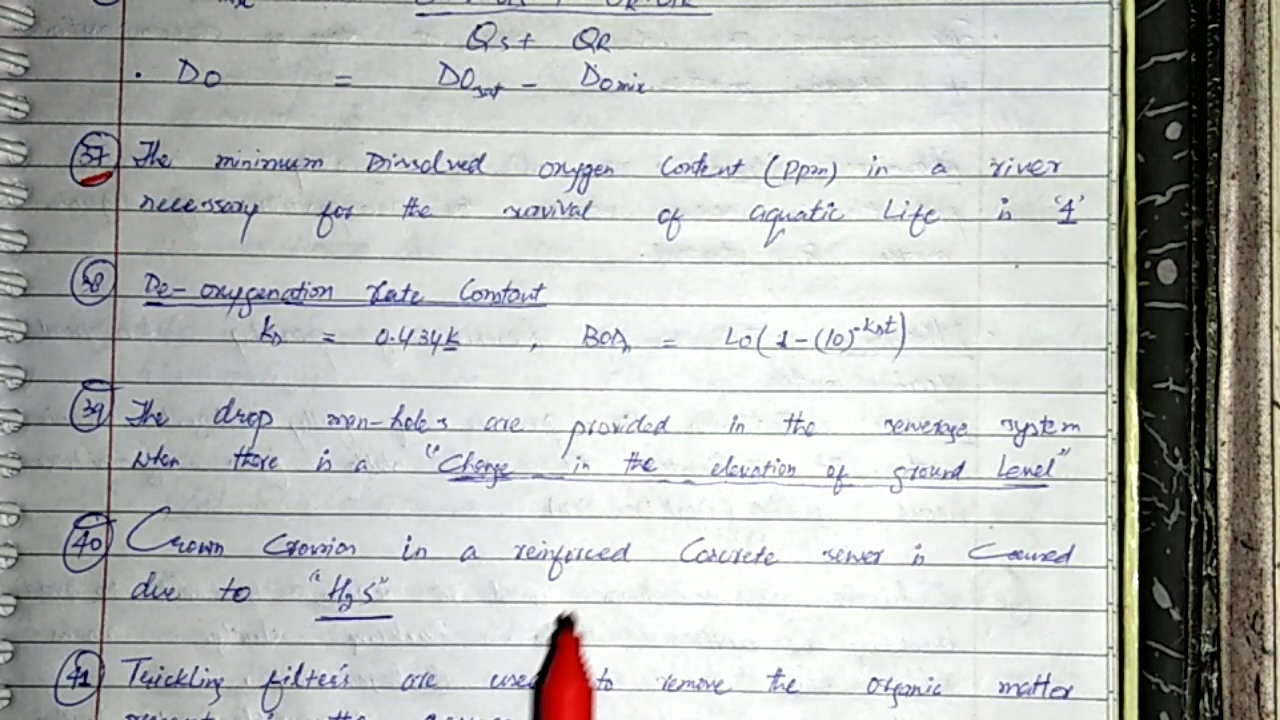 Qs + QR
· DO = DOsat - Domix
37 The minimum Dissolved oxygen Content (Ppm) in a river
necessary for the survival of aquatic Life is '4'
38 De-oxygenation rate Constant
kD = 0.434k , BODn = Lo(1-(10)^-kDt)
39 The drop man-holes are provided in the sewerage system
when there is a "Change in the elevation of ground Level"
40 Crown Crossion in a reinforced Concrete sewer is Caused
due to "H2S"
41 Trickling filters are used to remove the organic matter